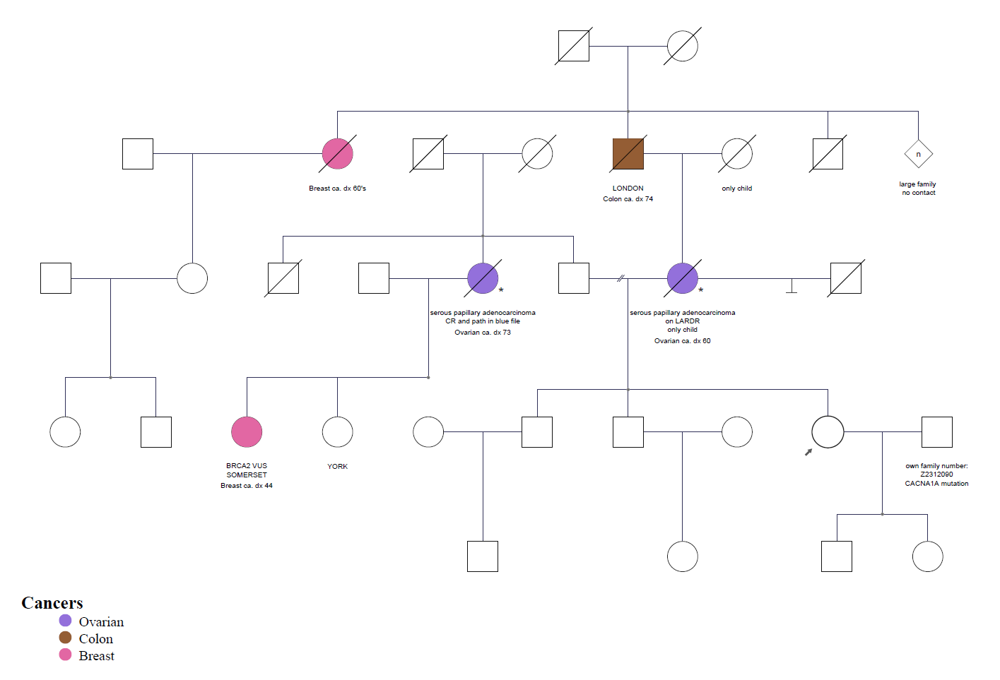 n
Breast ca. dx 60's
LONDON
Colon ca. dx 74
only child
large family
no contact
*
serous papillary adenocarcinoma
CR and path in blue file
Ovarian ca. dx 73
*
serous papillary adenocarcinoma
on LARDR
only child
Ovarian ca. dx 60
BRCA2 VUS
SOMERSET
Breast ca. dx 44
YORK
own family number:
Z2312090
CACNA1A mutation
Cancers
Ovarian
Colon
Breast